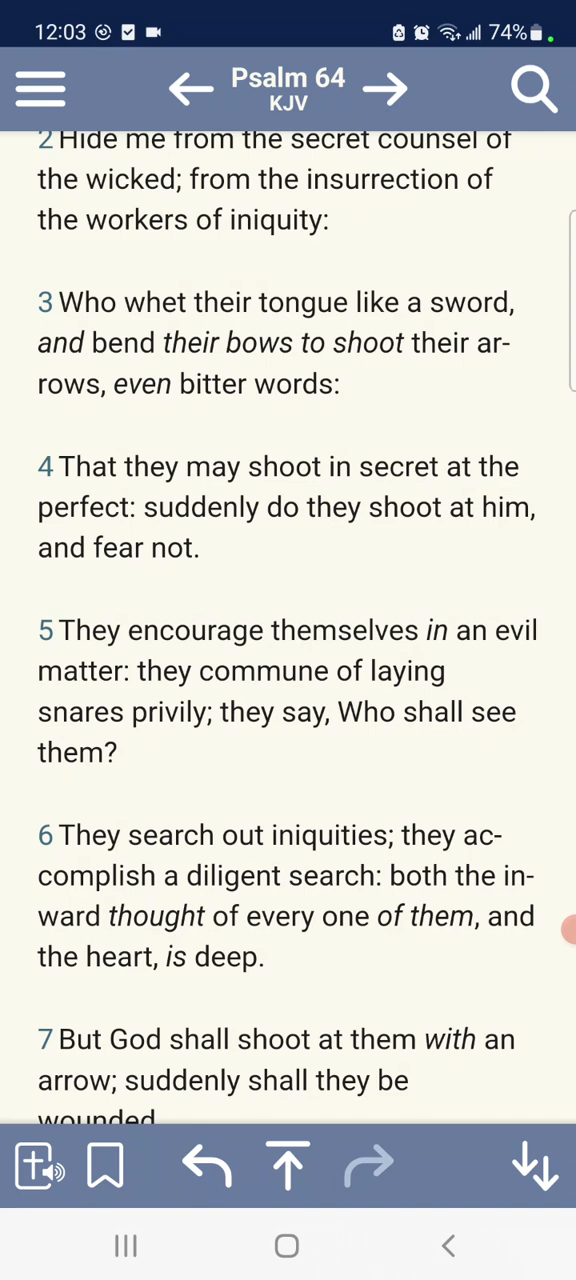 12:03
74%
Psalm 64
KJV
2 Hide me from the secret counsel of
the wicked; from the insurrection of
the workers of iniquity:
3 Who whet their tongue like a sword,
and bend their bows to shoot their ar-
rows, even bitter words:
4 That they may shoot in secret at the
perfect: suddenly do they shoot at him,
and fear not.
5 They encourage themselves in an evil
matter: they commune of laying
snares privily; they say, Who shall see
them?
6 They search out iniquities; they ac-
complish a diligent search: both the in-
ward thought of every one of them, and
the heart, is deep.
7 But God shall shoot at them with an
arrow; suddenly shall they be
wounded